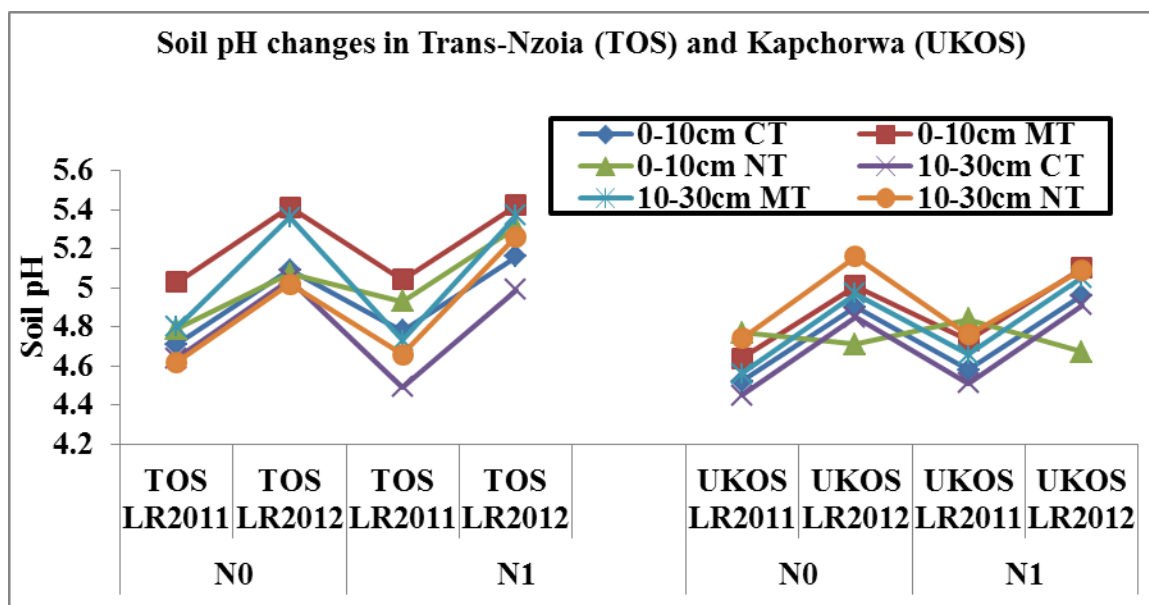 Soil pH changes in Trans-Nzoia (TOS) and Kapchorwa (UKOS)
0-10cm CT 0-10cm MT
0-10cm NT 10-30cm CT
10-30cm MT 10-30cm NT
Soil pH
5.6
5.4
5.2
5
4.8
4.6
4.4
4.2
TOS TOS TOS TOS UKOS UKOS UKOS UKOS
LR2011 LR2012 LR2011 LR2012 LR2011 LR2012 LR2011 LR2012
N0 N1 N0 N1